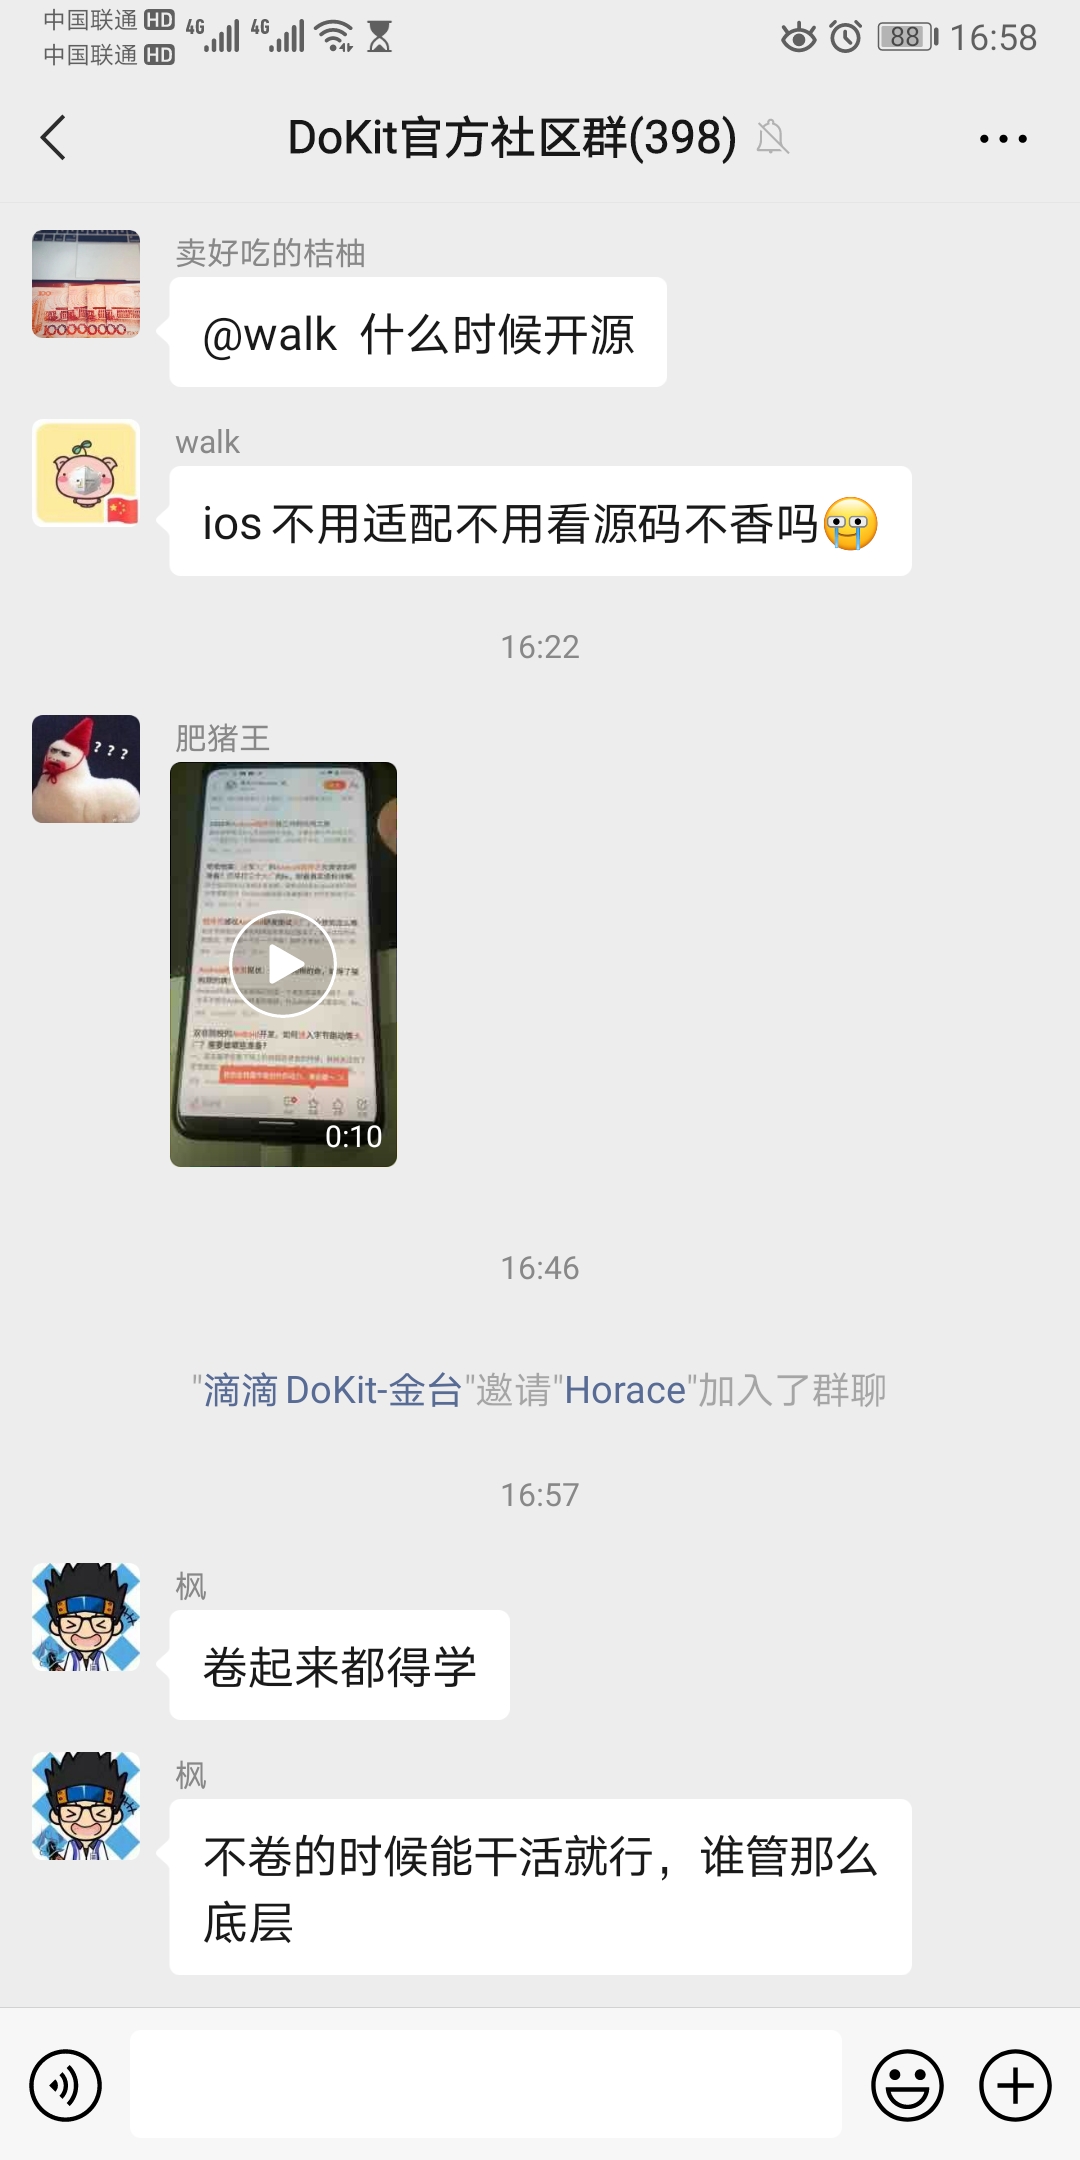 中国联通 HD 4G 4G 88 16:58
中国联通 HD
DoKit官方社区群(398)
卖好吃的桔柚
@walk 什么时候开源
walk
ios 不用适配不用看源码不香吗
16:22
肥猪王
???
0:10
16:46
"滴滴 DoKit-金台"邀请"Horace"加入了群聊
16:57
枫
卷起来都得学
枫
不卷的时候能干活就行，谁管那么
底层